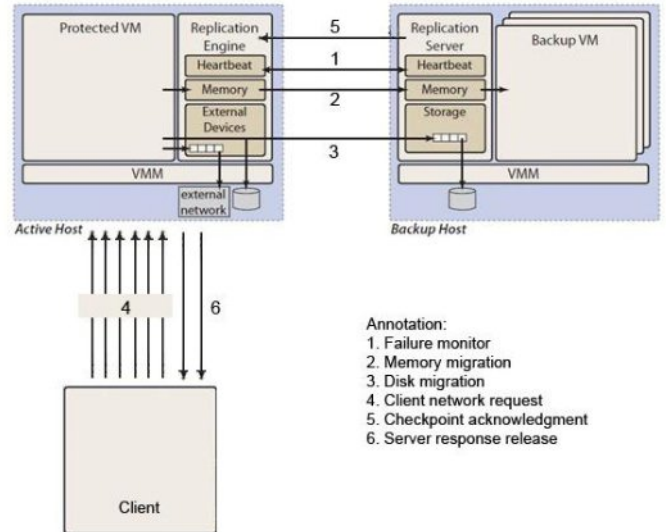 Protected VM
Replication
Engine
Heartbeat
Memory
External
Devices
VMM
external
network
Active Host
5
1
2
3
Replication
Server
Heartbeat
Memory
Storage
Backup VM
VMM
Backup Host
4
6
Client
Annotation:
1. Failure monitor
2. Memory migration
3. Disk migration
4. Client network request
5. Checkpoint acknowledgment
6. Server response release